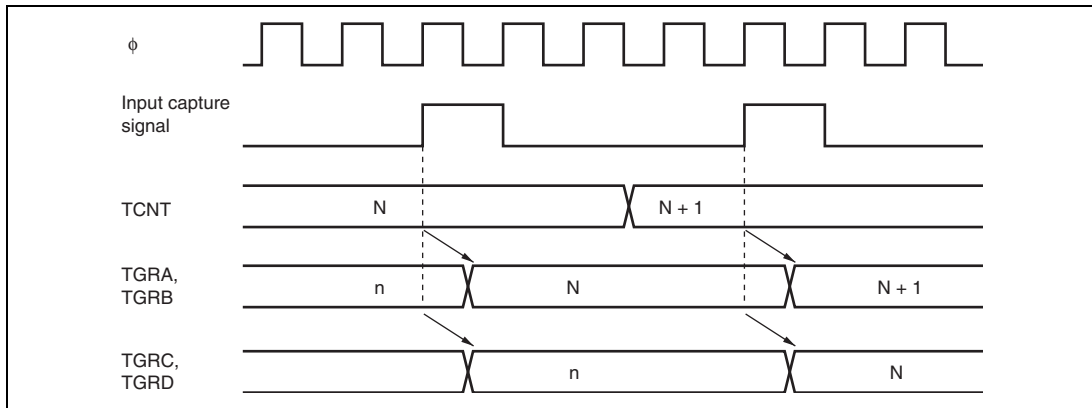 ϕ
Input capture
signal
TCNT
N
N + 1
TGRA,
TGRB
n
N
N + 1
TGRC,
TGRD
n
N